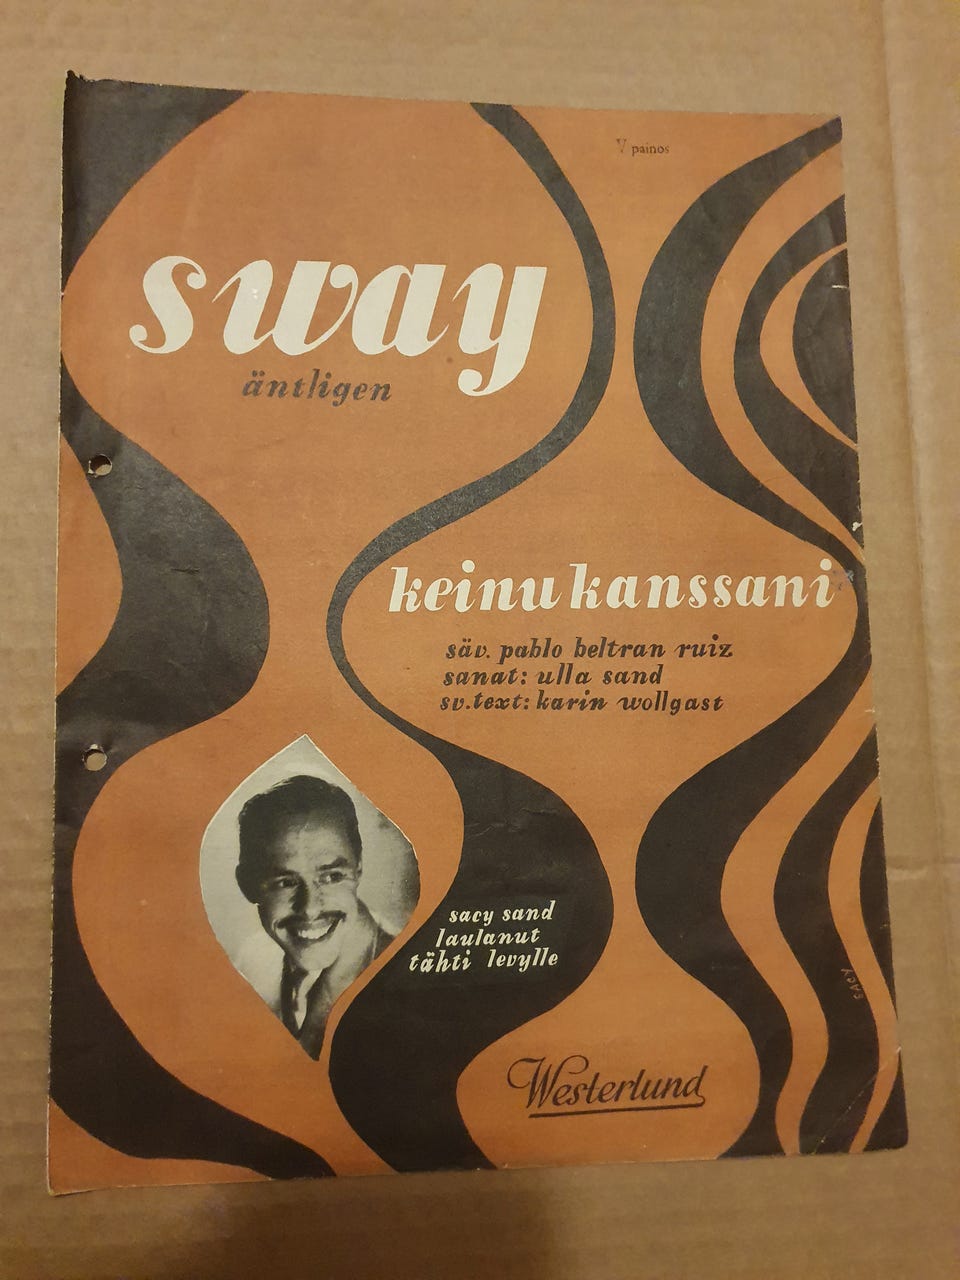 V painos
sway
äntligen
keinu kanssani
säv. pablo beltran ruiz
sanat: ulla sand
sv.text: karin wollgast
sacy sand
laulanut
tähti levylle
SACY
Westerlund